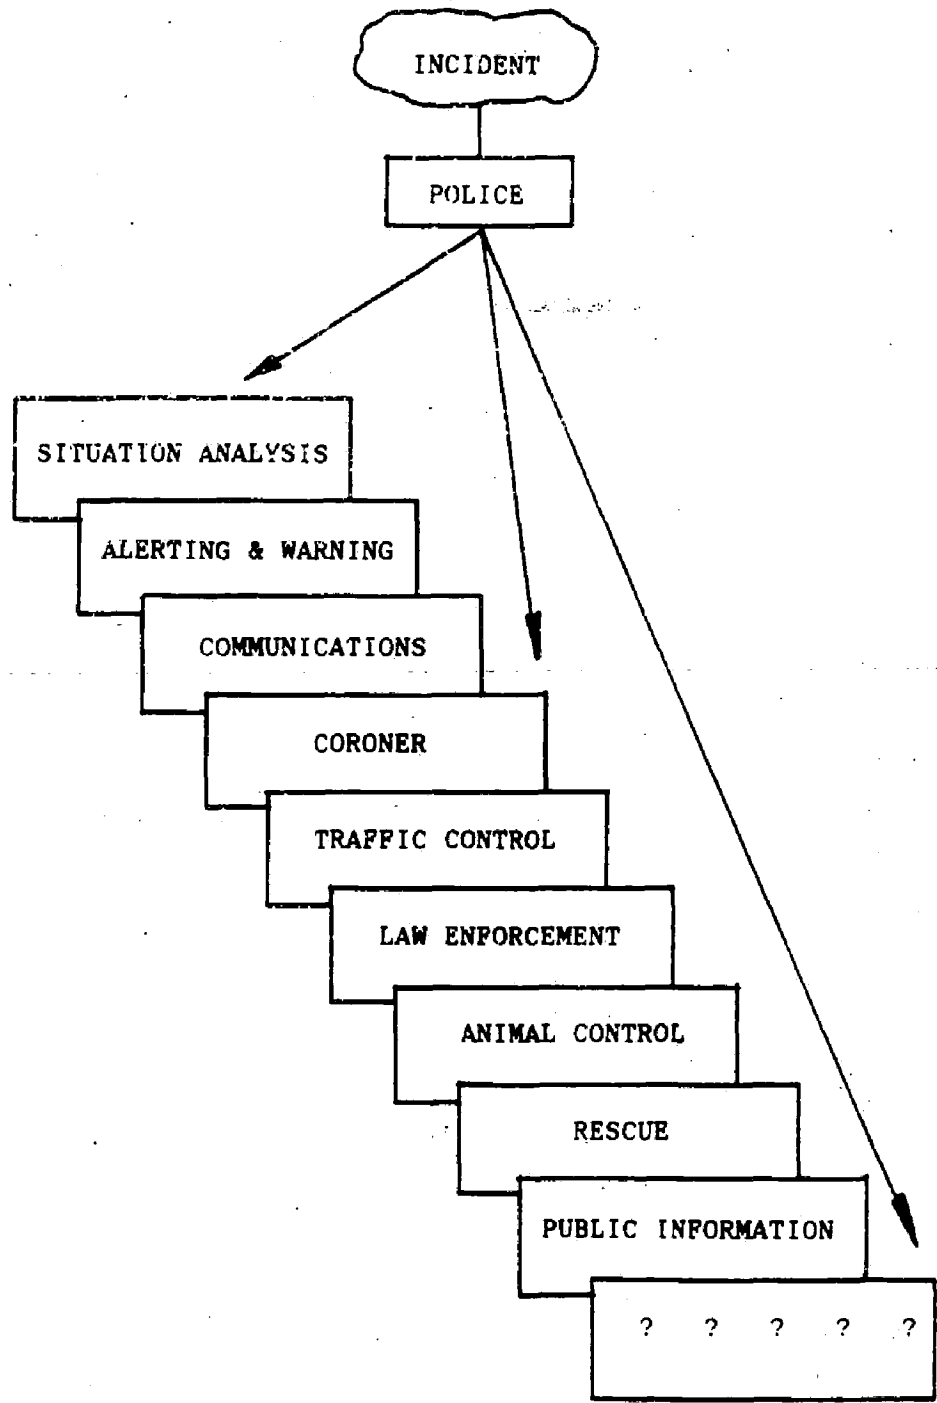 INCIDENT
POLICE
SITUATION ANALYSIS
ALERTING & WARNING
COMMUNICATIONS
CORONER
TRAFFIC CONTROL
LAW ENFORCEMENT
ANIMAL CONTROL
RESCUE
PUBLIC INFORMATION
? ? ? ? ?